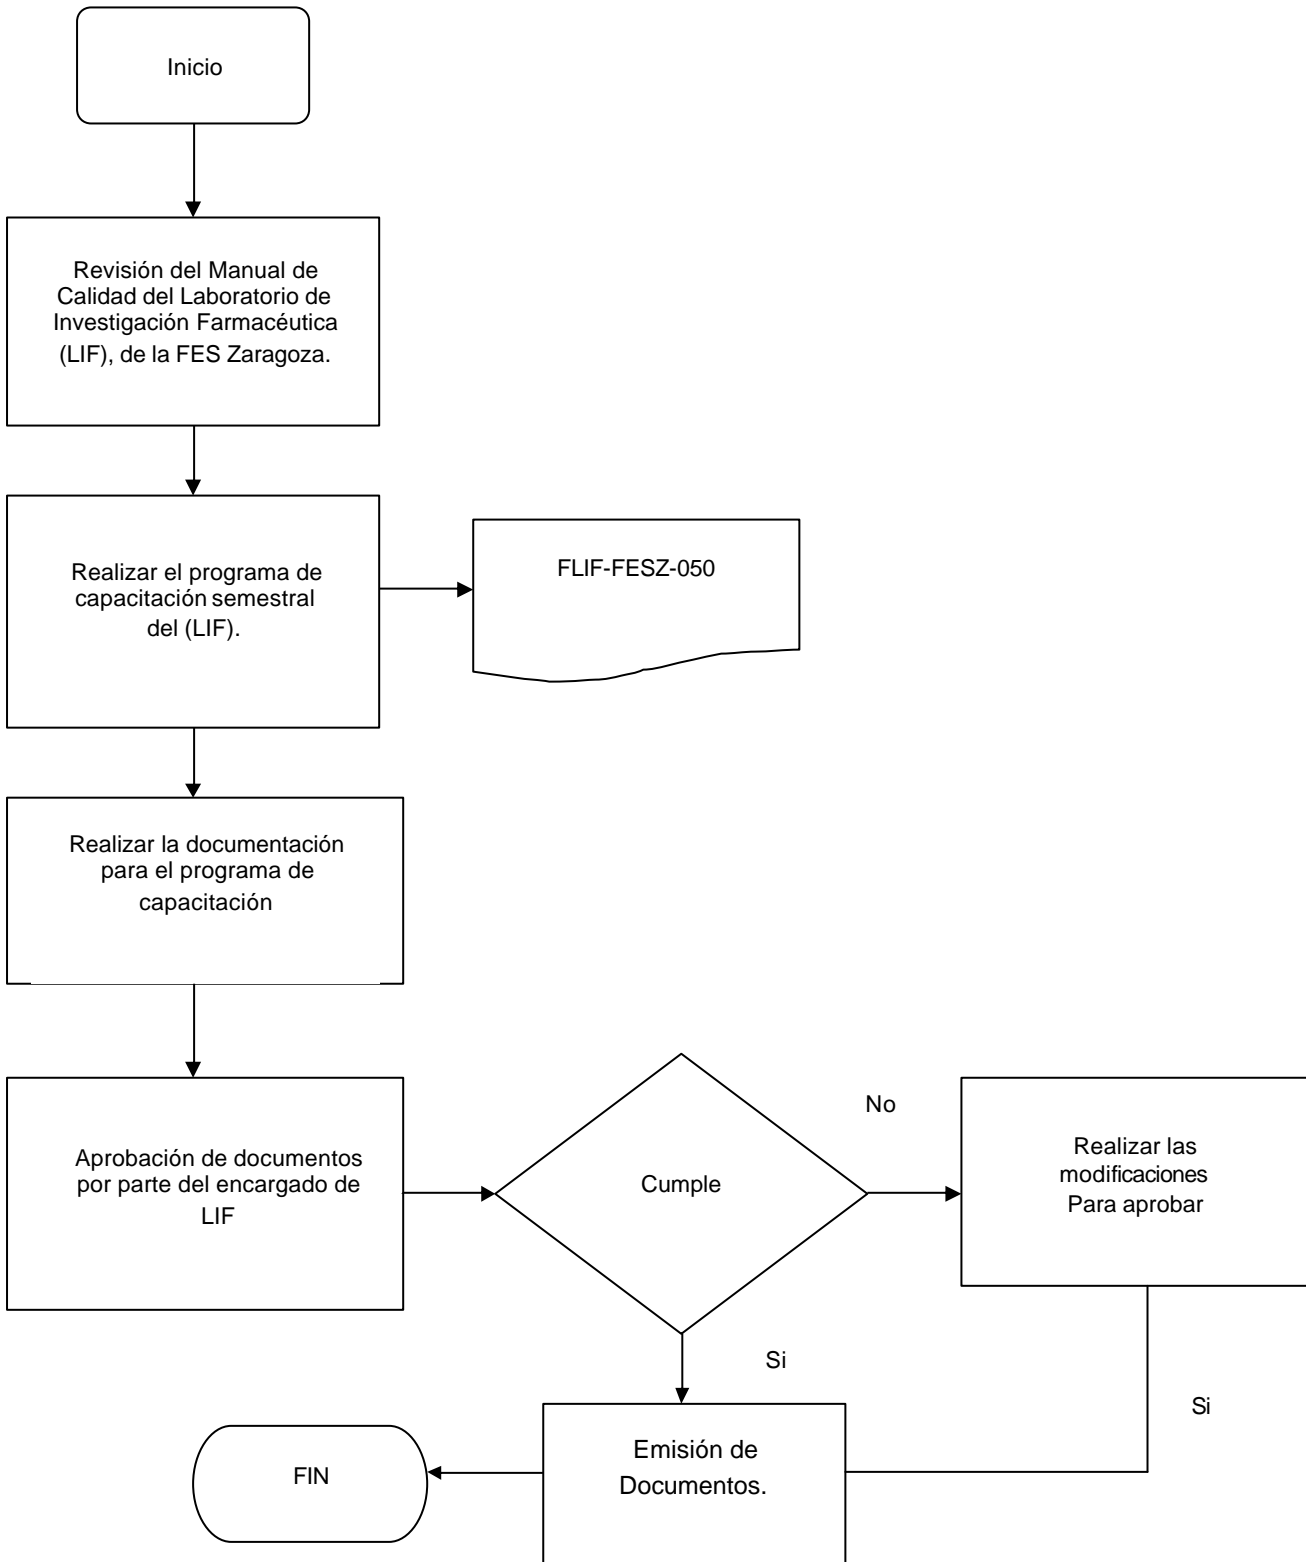 Inicio
Revisión del Manual de
Calidad del Laboratorio de
Investigación Farmacéutica
(LIF), de la FES Zaragoza.
Realizar el programa de
capacitación semestral
del (LIF).
FLIF-FESZ-050
Realizar la documentación
para el programa de
capacitación
Aprobación de documentos
por parte del encargado de
LIF
Cumple
No
Realizar las
modificaciones
Para aprobar
Si
Si
Emisión de
Documentos.
FIN